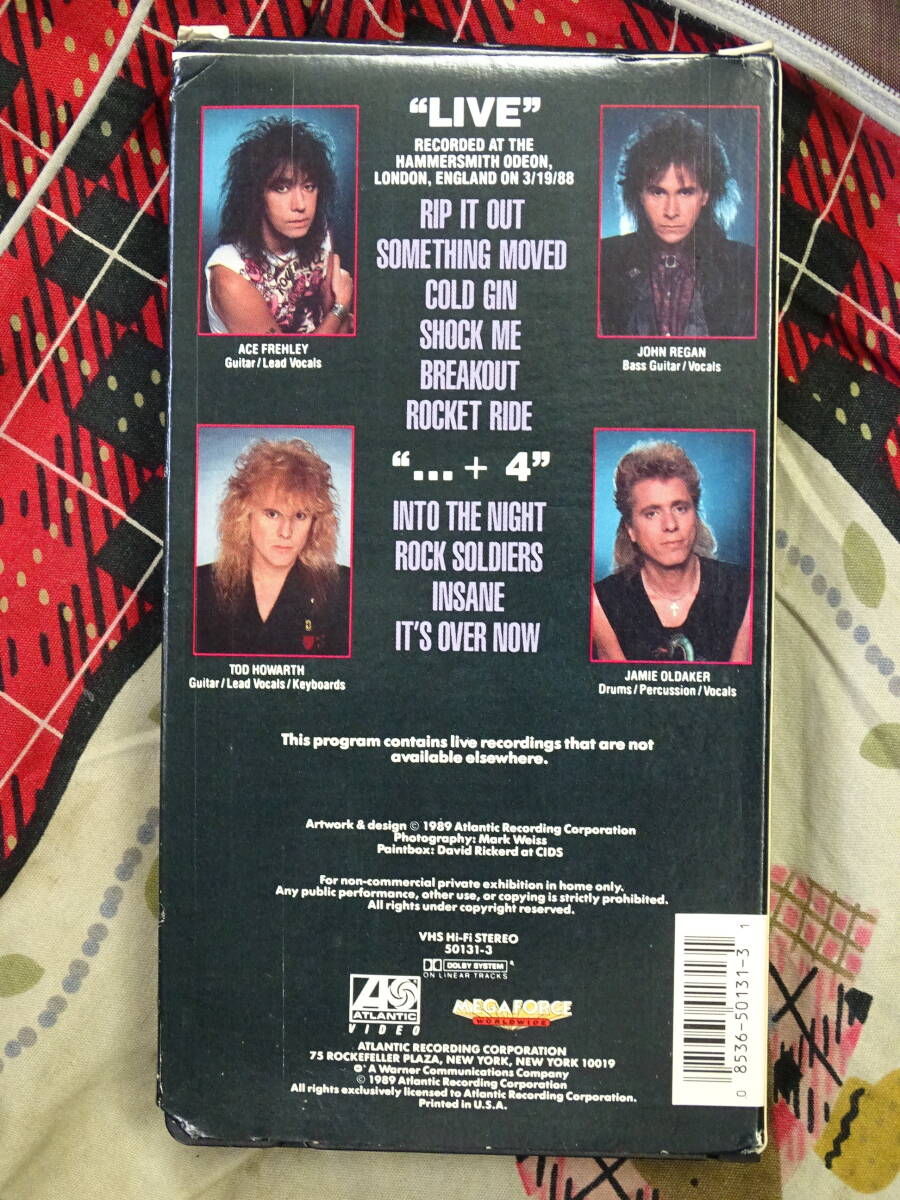 “LIVE”
RECORDED AT THE
HAMMERSMITH ODEON,
LONDON, ENGLAND ON 3/19/88
RIP IT OUT
SOMETHING MOVED
COLD GIN
SHOCK ME
BREAKOUT
ROCKET RIDE
“... + 4”
INTO THE NIGHT
ROCK SOLDIERS
INSANE
IT'S OVER NOW
ACE FREHLEY
Guitar / Lead Vocals
JOHN REGAN
Bass Guitar / Vocals
TOD HOWARTH
Guitar / Lead Vocals / Keyboards
JAMIE OLDAKER
Drums / Percussion / Vocals
This program contains live recordings that are not
available elsewhere.
Artwork & design © 1989 Atlantic Recording Corporation
Photography: Mark Weiss
Paintbox: David Rickerd at CIDS
For non-commercial private exhibition in home only.
Any public performance, other use, or copying is strictly prohibited.
All rights under copyright reserved.
VHS Hi-Fi STEREO
50131-3
DOLBY SYSTEM
ON LINEAR TRACKS
ATLANTIC
VIDEO
MEGAFORCE
WORLDWIDE
ATLANTIC RECORDING CORPORATION
75 ROCKEFELLER PLAZA, NEW YORK, NEW YORK 10019
A Warner Communications Company
© 1989 Atlantic Recording Corporation
All rights exclusively licensed to Atlantic Recording Corporation.
Printed in U.S.A.
0 8536-50131-3 1